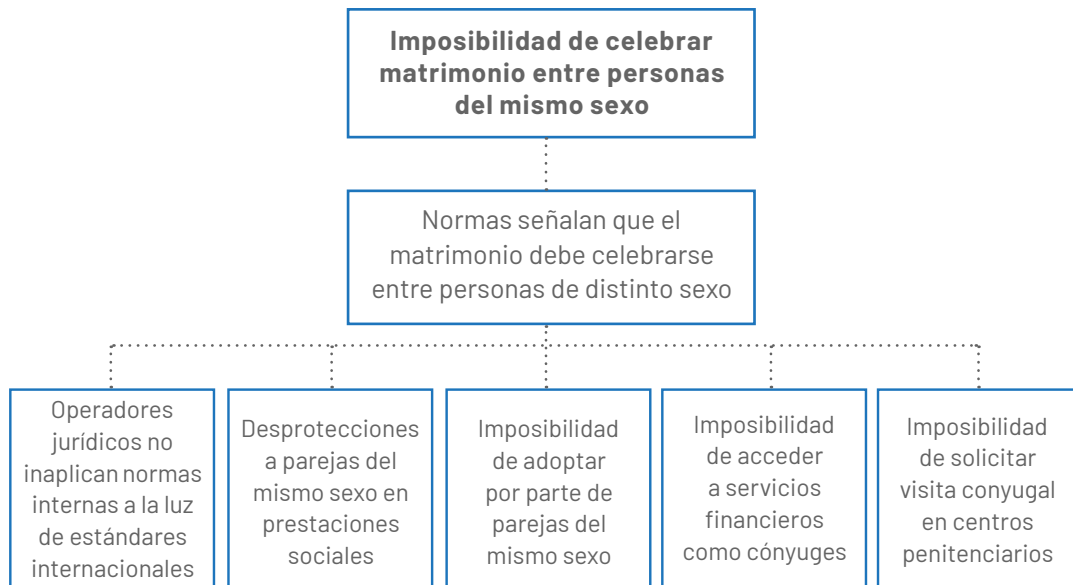 Imposibilidad de celebrar
matrimonio entre personas
del mismo sexo
Normas señalan que el
matrimonio debe celebrarse
entre personas de distinto sexo
Operadores
jurídicos no
inaplican normas
internas a la luz
de estándares
internacionales
Desprotecciones
a parejas del
mismo sexo en
prestaciones
sociales
Imposibilidad
de adoptar
por parte de
parejas del
mismo sexo
Imposibilidad
de acceder
a servicios
financieros
como cónyuges
Imposibilidad
de solicitar
visita conyugal
en centros
penitenciarios